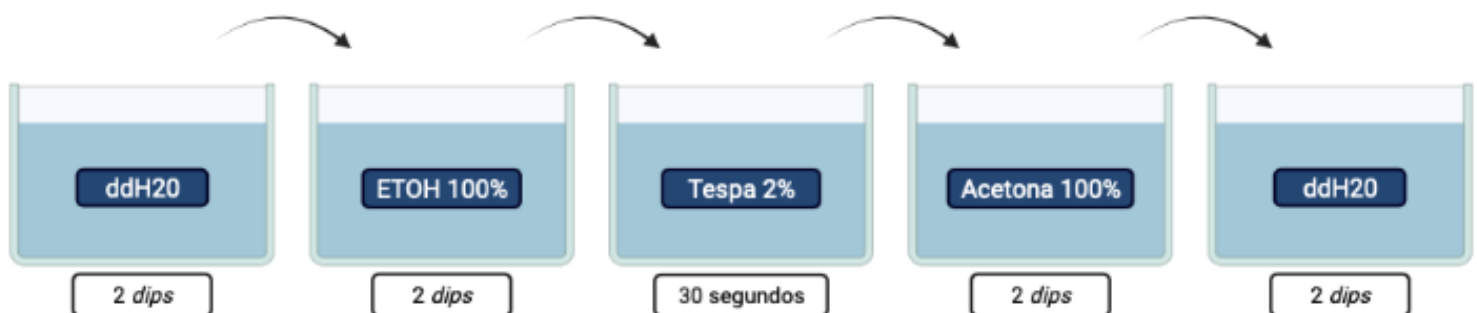 ddH20
ETOH 100%
Tespa 2%
Acetona 100%
ddH20
2 dips
2 dips
30 segundos
2 dips
2 dips